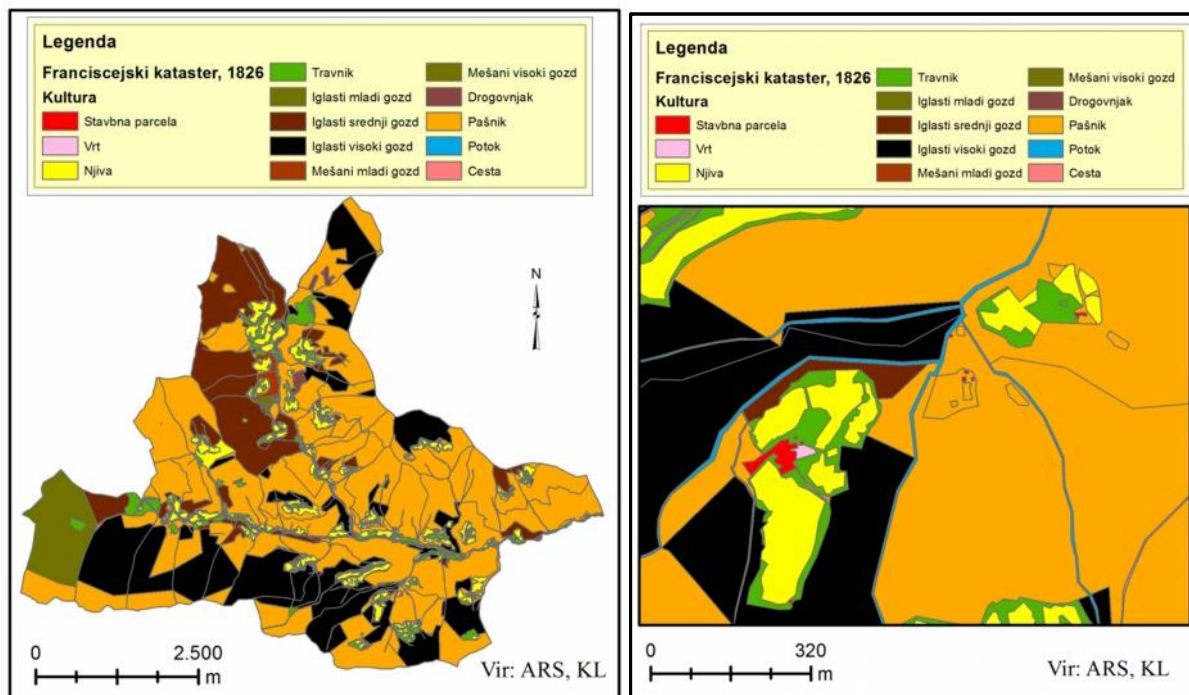 Legenda
Franciscejski kataster, 1826
Kultura
Stavbna parcela
Vrt
Njiva
Travnik
Iglasti mladi gozd
Iglasti srednji gozd
Iglasti visoki gozd
Mešani mladi gozd
Mešani visoki gozd
Drogovnjak
Pašnik
Potok
Cesta
N
0 2.500
m
Vir: ARS, KL
Legenda
Franciscejski kataster, 1826
Kultura
Stavbna parcela
Vrt
Njiva
Travnik
Iglasti mladi gozd
Iglasti srednji gozd
Iglasti visoki gozd
Mešani mladi gozd
Mešani visoki gozd
Drogovnjak
Pašnik
Potok
Cesta
0 320
m
Vir: ARS, KL